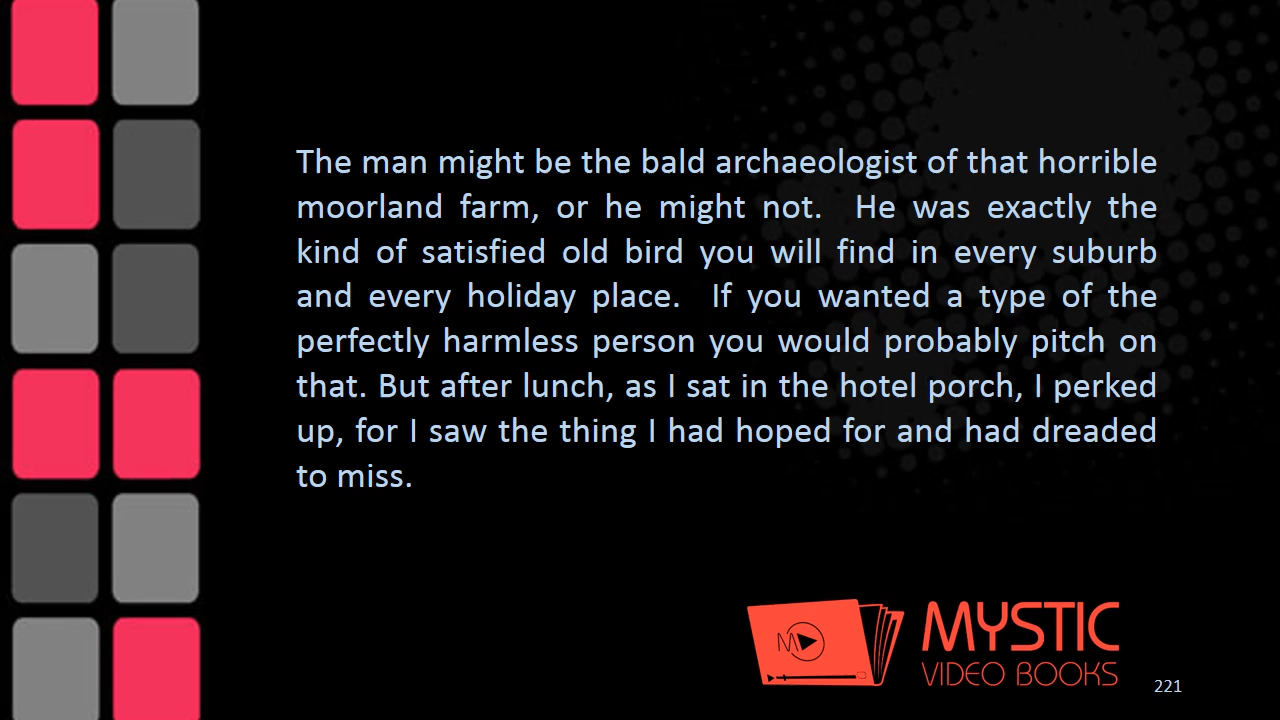 The man might be the bald archaeologist of that horrible
moorland farm, or he might not.  He was exactly the
kind of satisfied old bird you will find in every suburb
and every holiday place.  If you wanted a type of the
perfectly harmless person you would probably pitch on
that. But after lunch, as I sat in the hotel porch, I perked
up, for I saw the thing I had hoped for and had dreaded
to miss.
M
MYSTIC
VIDEO BOOKS
221